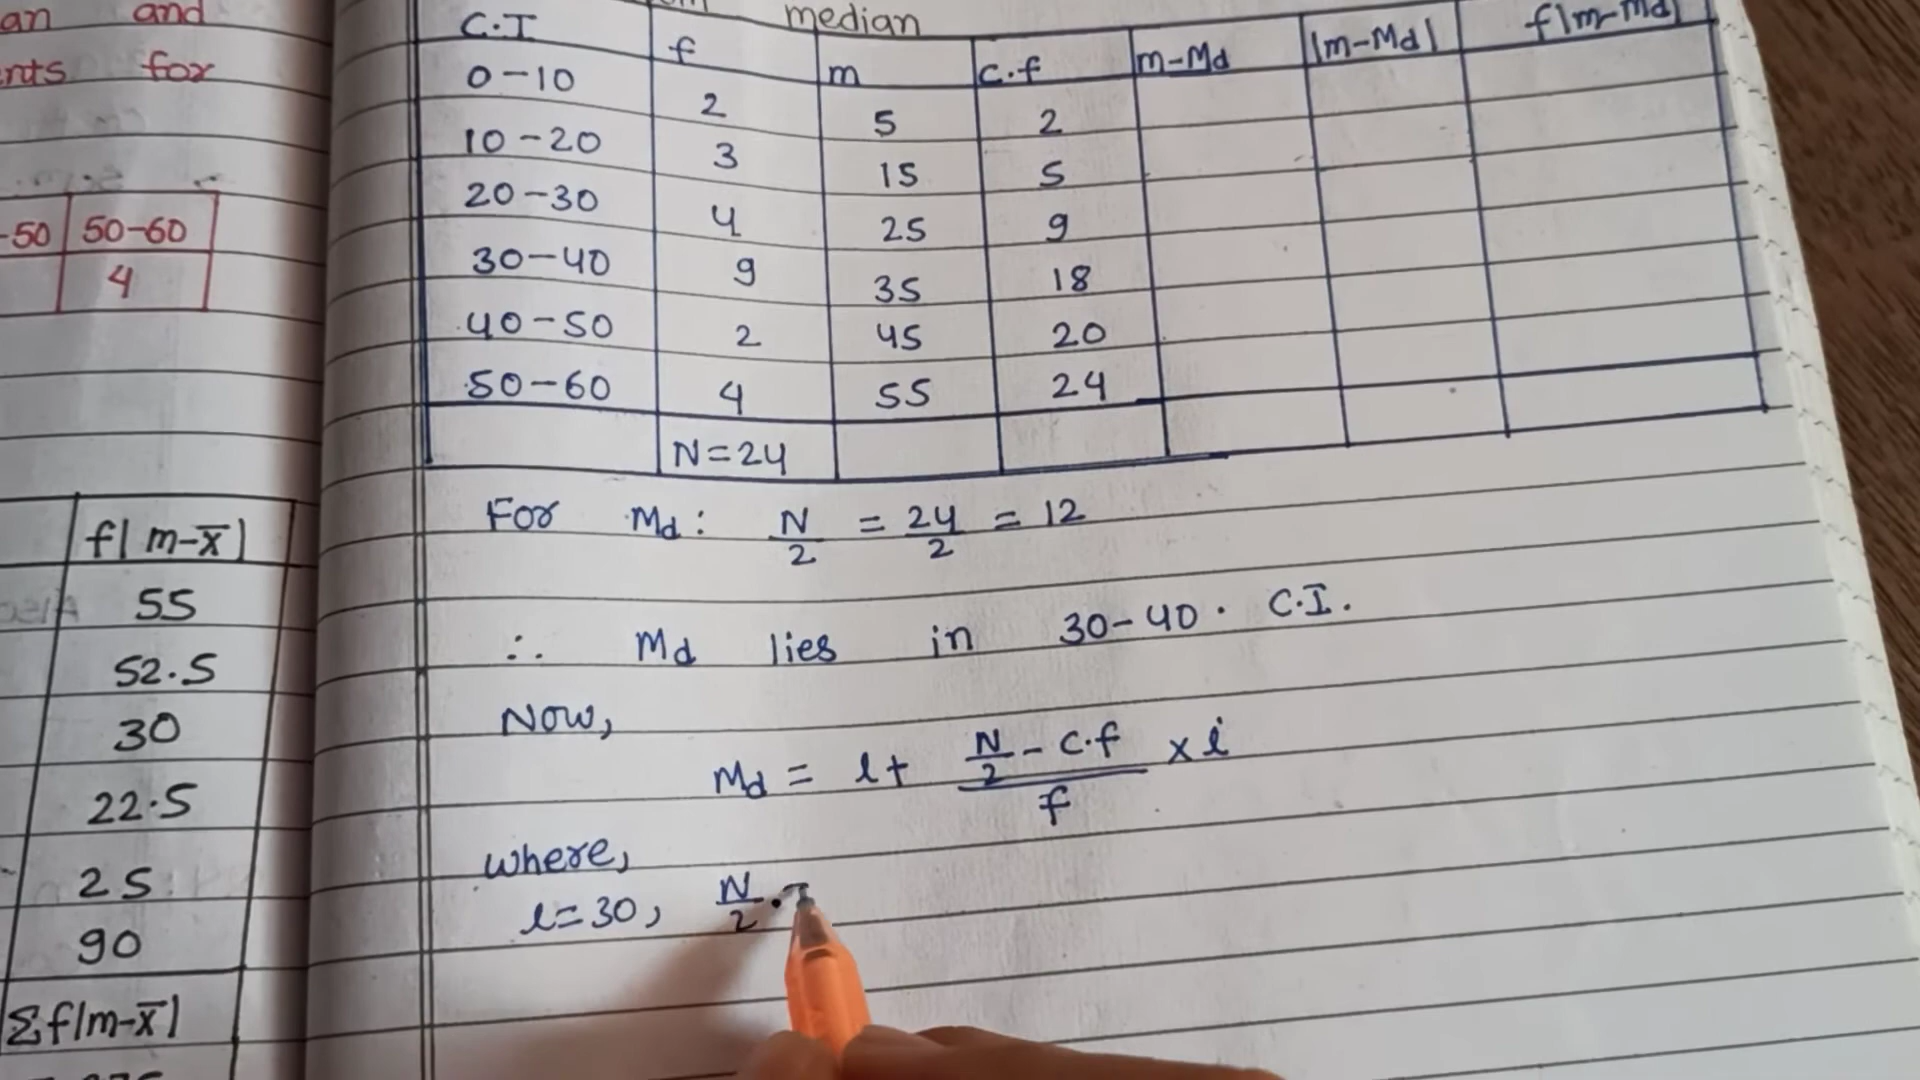 an and
nts for
-50 50-60
4
f| m-x̄|
55
52.5
30
22.5
25
90
Σf|m-x̄|
median
C.I f m c.f m-Md |m-Md| f|m-Md|
0-10 2 5 2
10-20 3 15 5
20-30 4 25 9
30-40 9 35 18
40-50 2 45 20
50-60 4 55 24
N=24
For Md: N/2 = 24/2 = 12
∴ Md lies in 30-40. C.I.
Now,
Md = l+ (N/2 - c.f)/f × i
where,
l=30, N/2